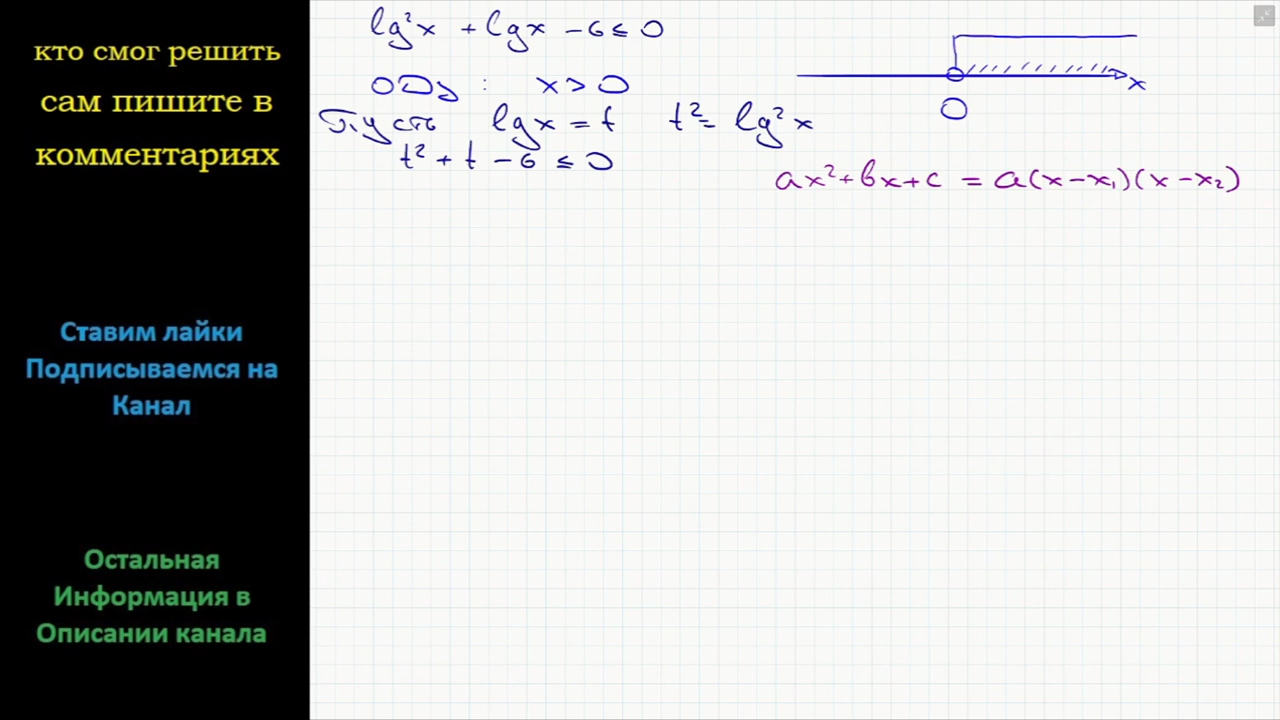 кто смог решить
сам пишите в
комментариях
Ставим лайки
Подписываемся на
Канал
Остальная
Информация в
Описании канала
lg²x + lgx - 6 ≤ 0
ОДЗ : x > 0
Пусть lgx = t t² = lg²x
t² + t - 6 ≤ 0
x
0
ax² + bx + c = a(x - x₁)(x - x₂)